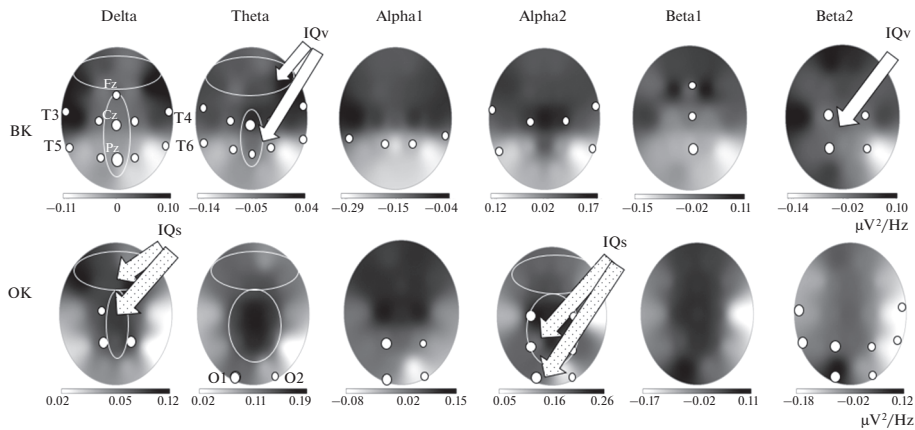 Delta Theta Alpha1 Alpha2 Beta1 Beta2
IQv IQv
Fz
T3 Cz T4
BK
T5 Pz T6
−0.11 0 0.10 −0.14 −0.05 0.04 −0.29 −0.15 −0.04 0.12 0.02 0.17 −0.15 −0.02 0.11 −0.14 −0.02 0.10
μV²/Hz
IQs IQs
OK
O1 O2
0.02 0.05 0.12 0.02 0.11 0.19 −0.08 0.02 0.15 0.05 0.16 0.26 −0.17 −0.02 0.11 −0.18 −0.03 0.12
μV²/Hz